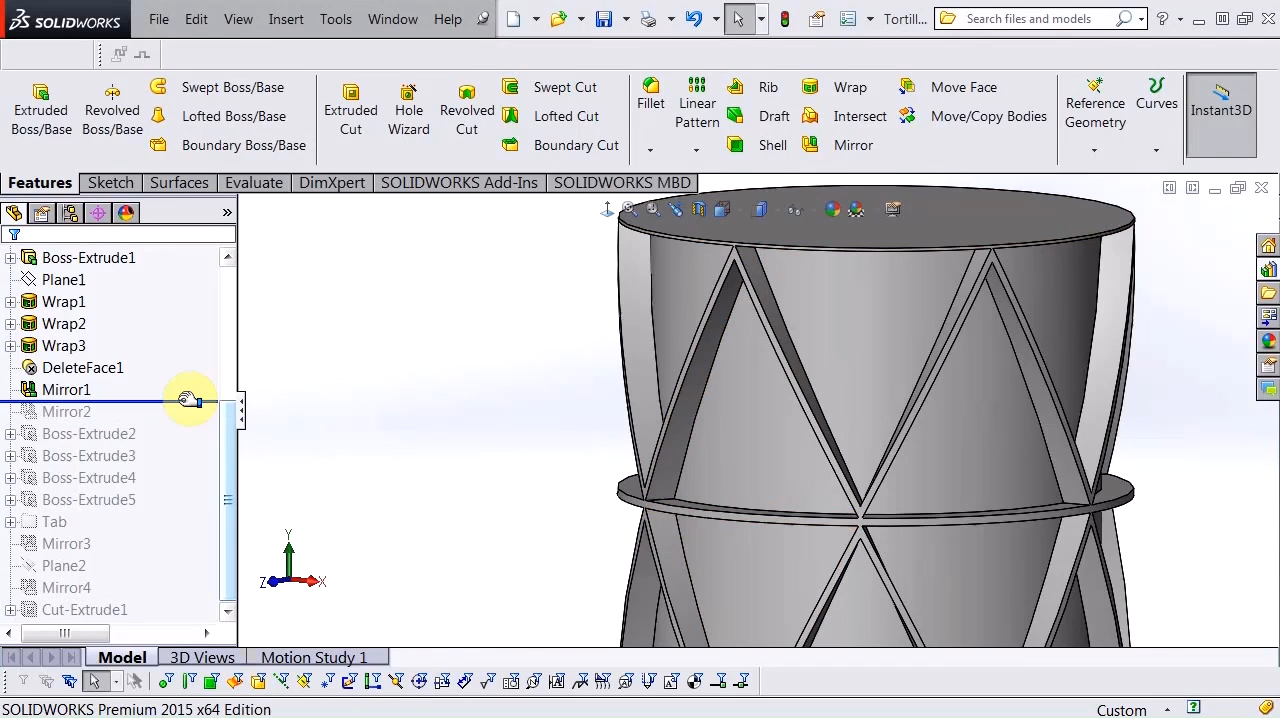 SOLIDWORKS File Edit View Insert Tools Window Help Tortill... Search files and models
Extruded Boss/Base
Revolved Boss/Base
Swept Boss/Base
Lofted Boss/Base
Boundary Boss/Base
Extruded Cut
Hole Wizard
Revolved Cut
Swept Cut
Lofted Cut
Boundary Cut
Fillet
Linear Pattern
Rib
Draft
Shell
Wrap
Intersect
Mirror
Move Face
Move/Copy Bodies
Reference Geometry
Curves
Instant3D
Features Sketch Surfaces Evaluate DimXpert SOLIDWORKS Add-Ins SOLIDWORKS MBD
Boss-Extrude1
Plane1
Wrap1
Wrap2
Wrap3
DeleteFace1
Mirror1
Mirror2
Boss-Extrude2
Boss-Extrude3
Boss-Extrude4
Boss-Extrude5
Tab
Mirror3
Plane2
Mirror4
Cut-Extrude1
Y
Z X
Model 3D Views Motion Study 1
SOLIDWORKS Premium 2015 x64 Edition Custom